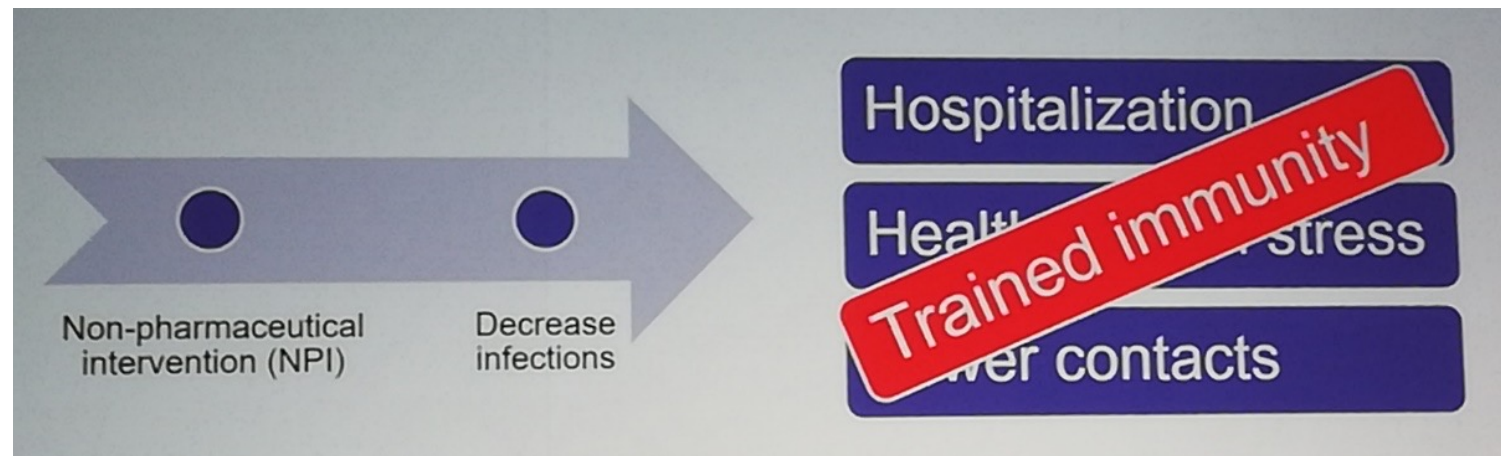 Non-pharmaceutical
intervention (NPI)
Decrease
infections
Hospitalization
stress
contacts
Trained immunity